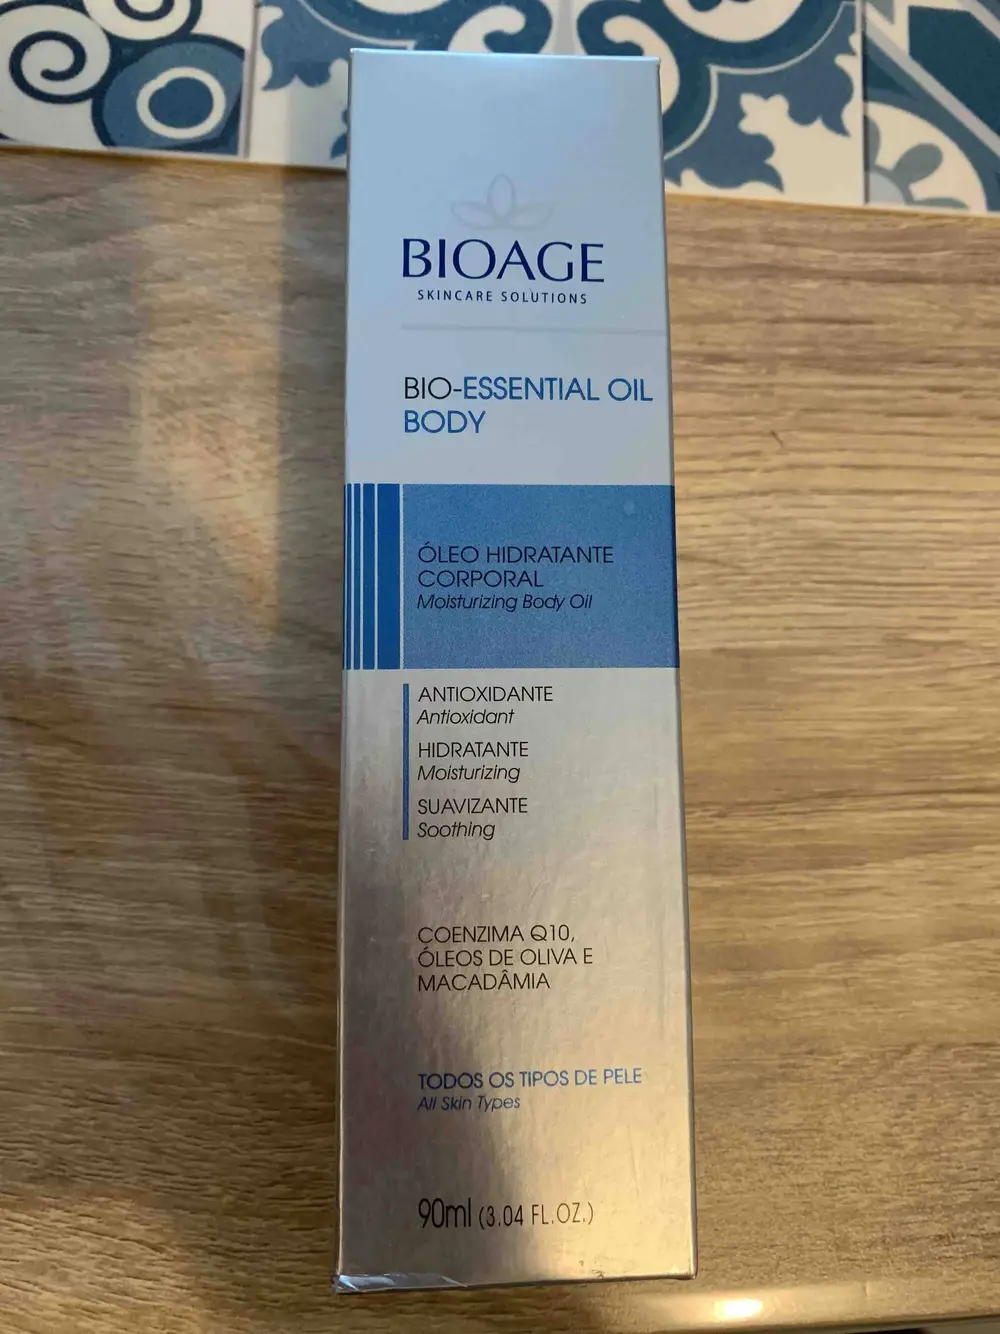 BIOAGE
SKINCARE SOLUTIONS
BIO-ESSENTIAL OIL
BODY
ÓLEO HIDRATANTE
CORPORAL
Moisturizing Body Oil
ANTIOXIDANTE
Antioxidant
HIDRATANTE
Moisturizing
SUAVIZANTE
Soothing
COENZIMA Q10,
ÓLEOS DE OLIVA E
MACADÂMIA
TODOS OS TIPOS DE PELE
All Skin Types
90ml (3.04 FL.OZ.)